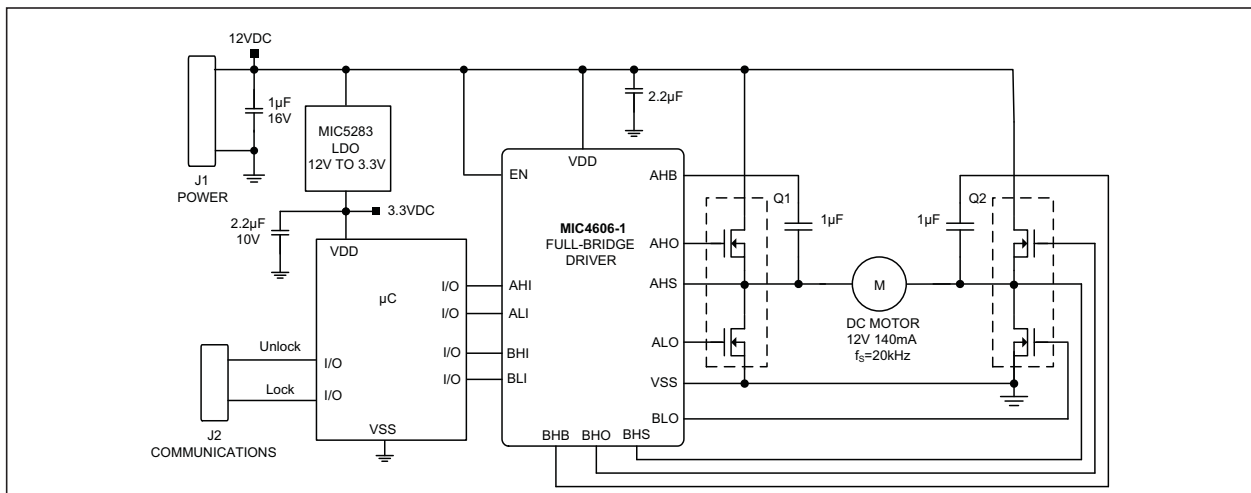 12VDC
1µF
16V
J1
POWER
MIC5283
LDO
12V TO 3.3V
3.3VDC
2.2µF
10V
VDD
µC
I/O
I/O
I/O
I/O
Unlock
I/O
Lock
I/O
VSS
J2
COMMUNICATIONS
2.2µF
VDD
EN
MIC4606-1
FULL-BRIDGE
DRIVER
AHI
ALI
BHI
BLI
AHB
AHO
AHS
ALO
VSS
BLO
BHB
BHO
BHS
Q1
1µF
1µF
Q2
M
DC MOTOR
12V 140mA
fS=20kHz